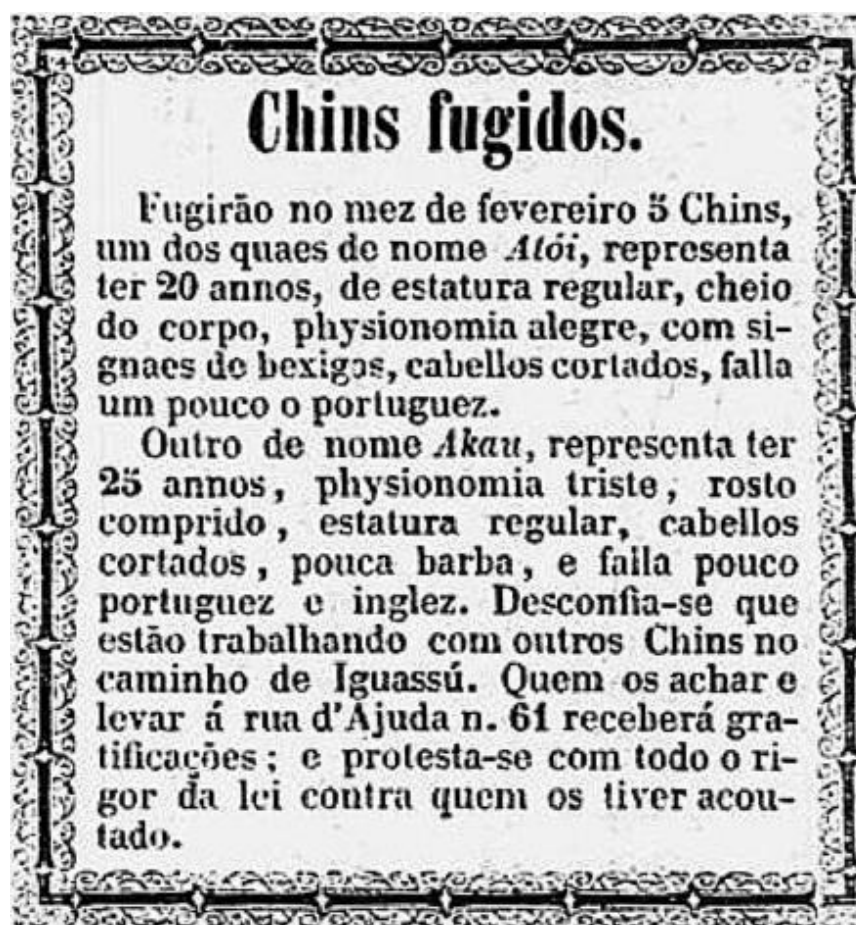 Chins fugidos.
Fugirão no mez de fevereiro 5 Chins,
um dos quaes de nome Atói, representa
ter 20 annos, de estatura regular, cheio
do corpo, physionomia alegre, com si-
gnaes de bexigas, cabellos cortados, falla
um pouco o portuguez.
Outro de nome Akau, representa ter
25 annos, physionomia triste, rosto
comprido, estatura regular, cabellos
cortados, pouca barba, e falla pouco
portuguez e inglez. Desconfia-se que
estão trabalhando com outros Chins no
caminho de Iguassú. Quem os achar e
levar á rua d'Ajuda n. 61 receberá gra-
tificações; e protesta-se com todo o ri-
gor da lei contra quem os tiver acou-
tado.